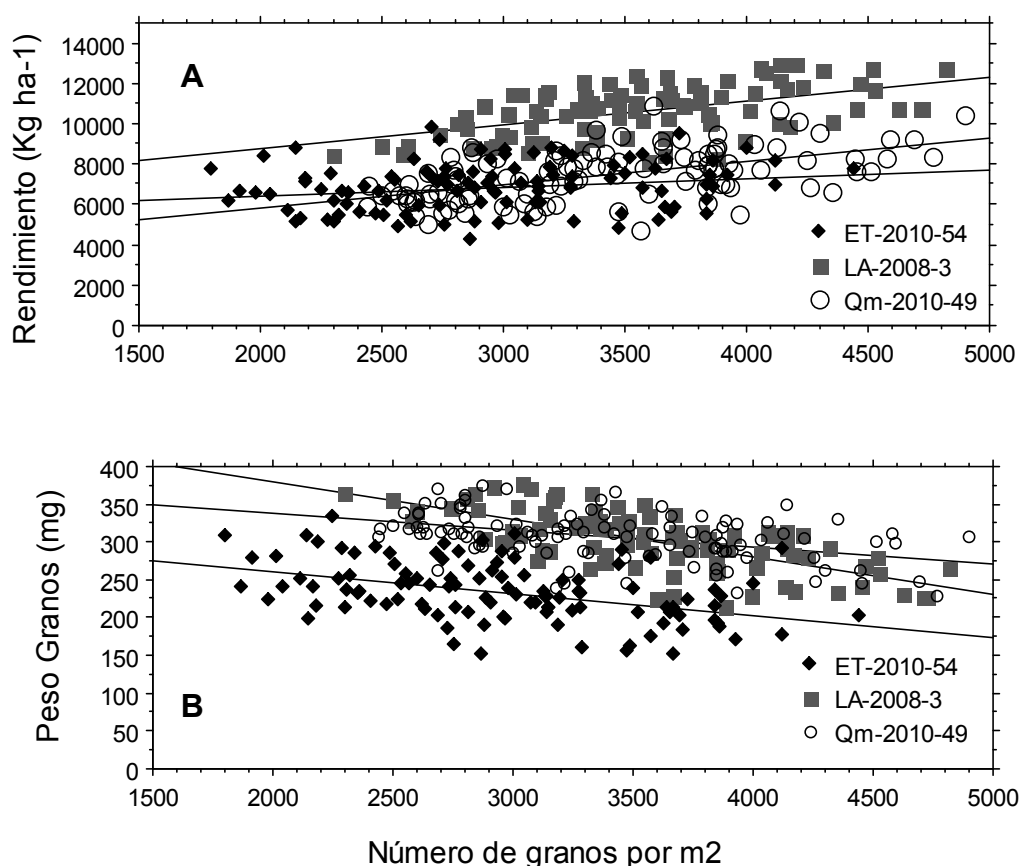 14000
12000
10000
8000
6000
4000
2000
0
Rendimiento (Kg ha-1)
A
ET-2010-54
LA-2008-3
Qm-2010-49
1500 2000 2500 3000 3500 4000 4500 5000
400
350
300
250
200
150
100
50
0
Peso Granos (mg)
B
ET-2010-54
LA-2008-3
Qm-2010-49
1500 2000 2500 3000 3500 4000 4500 5000
Número de granos por m2